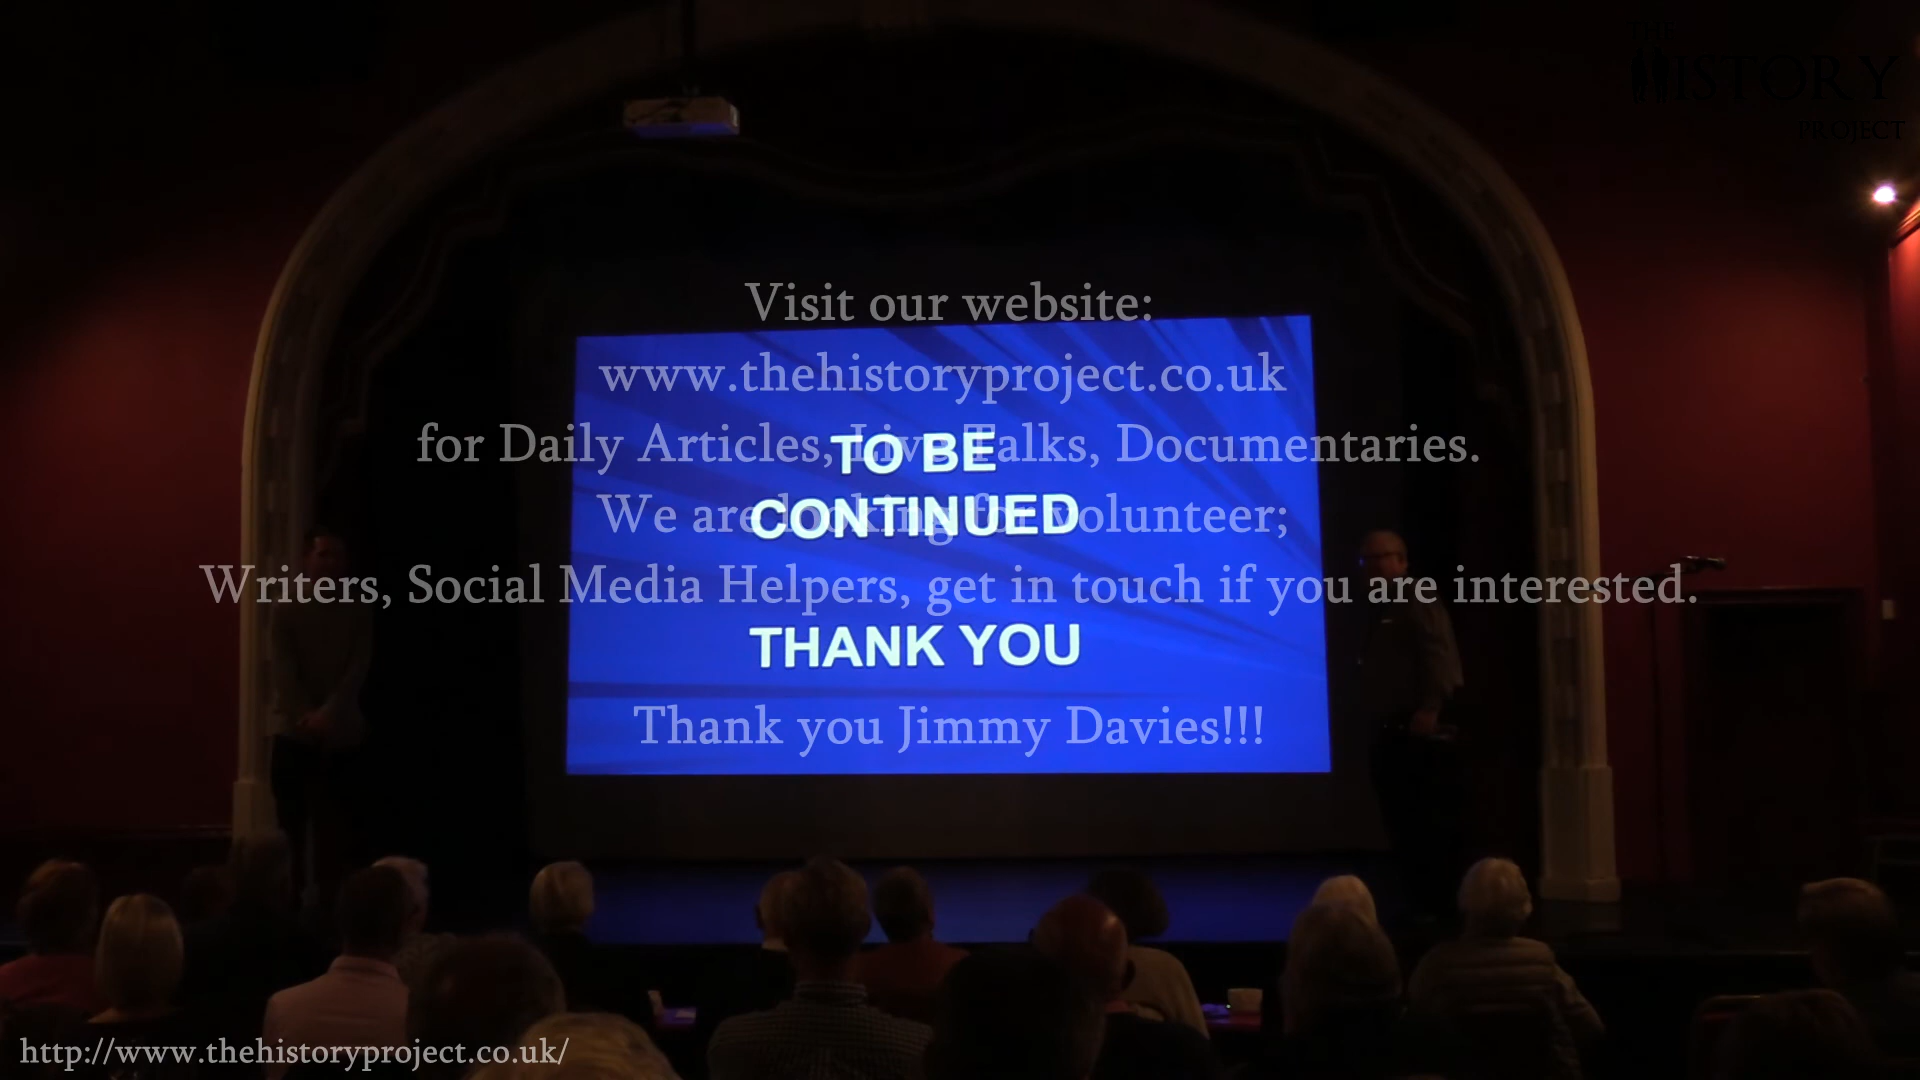 THE
HISTORY
PROJECT
Visit our website:
www.thehistoryproject.co.uk
for Daily Articles, Live Talks, Documentaries.
TO BE
We are looking for volunteer;
CONTINUED
Writers, Social Media Helpers, get in touch if you are interested.
THANK YOU
Thank you Jimmy Davies!!!
http://www.thehistoryproject.co.uk/